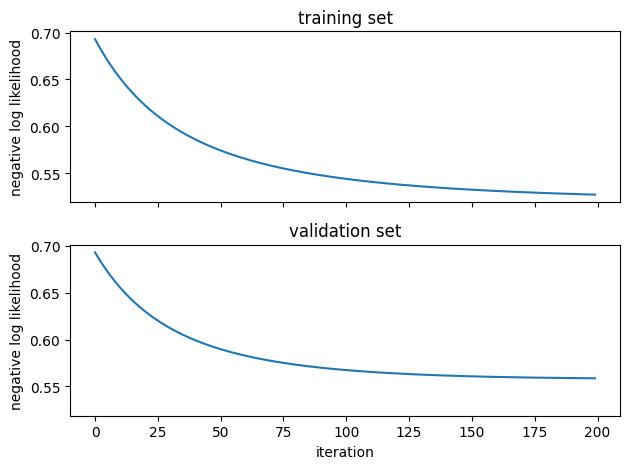 training set
negative log likelihood
0.70
0.65
0.60
0.55
validation set
negative log likelihood
0.70
0.65
0.60
0.55
0 25 50 75 100 125 150 175 200
iteration